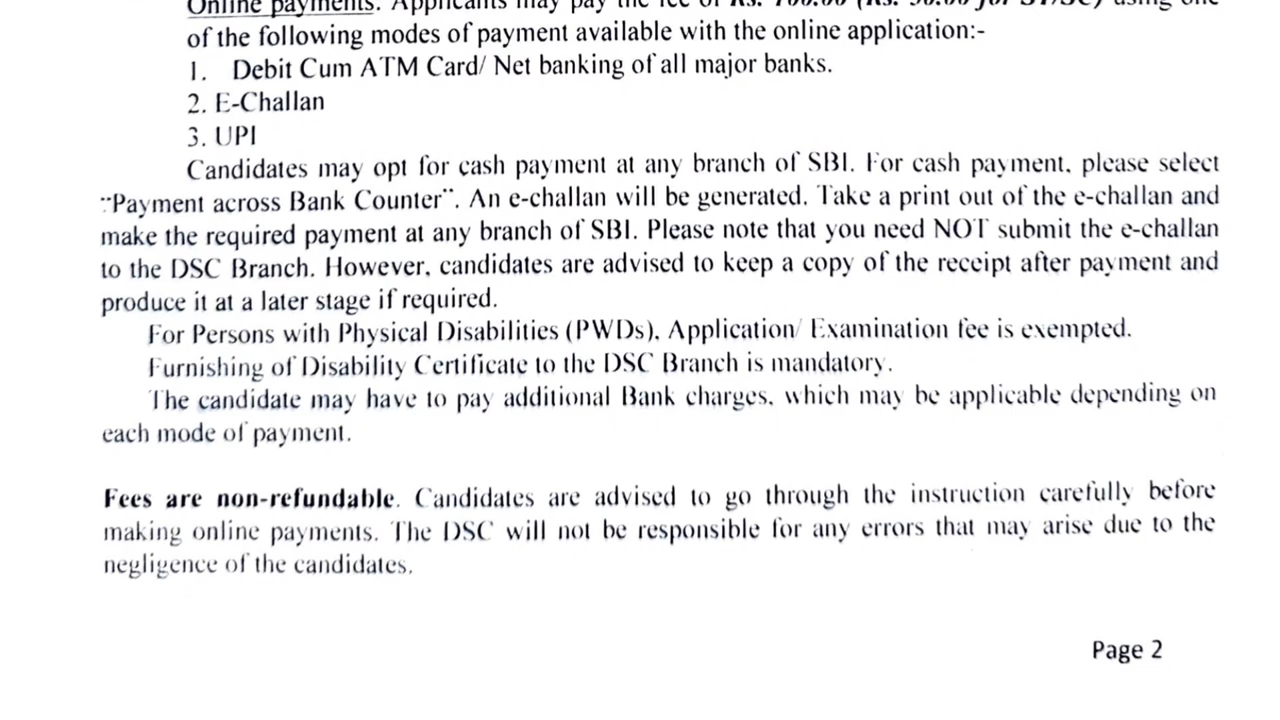 Online payments: Applicants may pay the fee of using one
of the following modes of payment available with the online application:-
1. Debit Cum ATM Card/ Net banking of all major banks.
2. E-Challan
3. UPI
Candidates may opt for cash payment at any branch of SBI. For cash payment, please select
"Payment across Bank Counter". An e-challan will be generated. Take a print out of the e-challan and
make the required payment at any branch of SBI. Please note that you need NOT submit the e-challan
to the DSC Branch. However, candidates are advised to keep a copy of the receipt after payment and
produce it at a later stage if required.
For Persons with Physical Disabilities (PWDs), Application/ Examination fee is exempted.
Furnishing of Disability Certificate to the DSC Branch is mandatory.
The candidate may have to pay additional Bank charges, which may be applicable depending on
each mode of payment.
Fees are non-refundable. Candidates are advised to go through the instruction carefully before
making online payments. The DSC will not be responsible for any errors that may arise due to the
negligence of the candidates.
Page 2